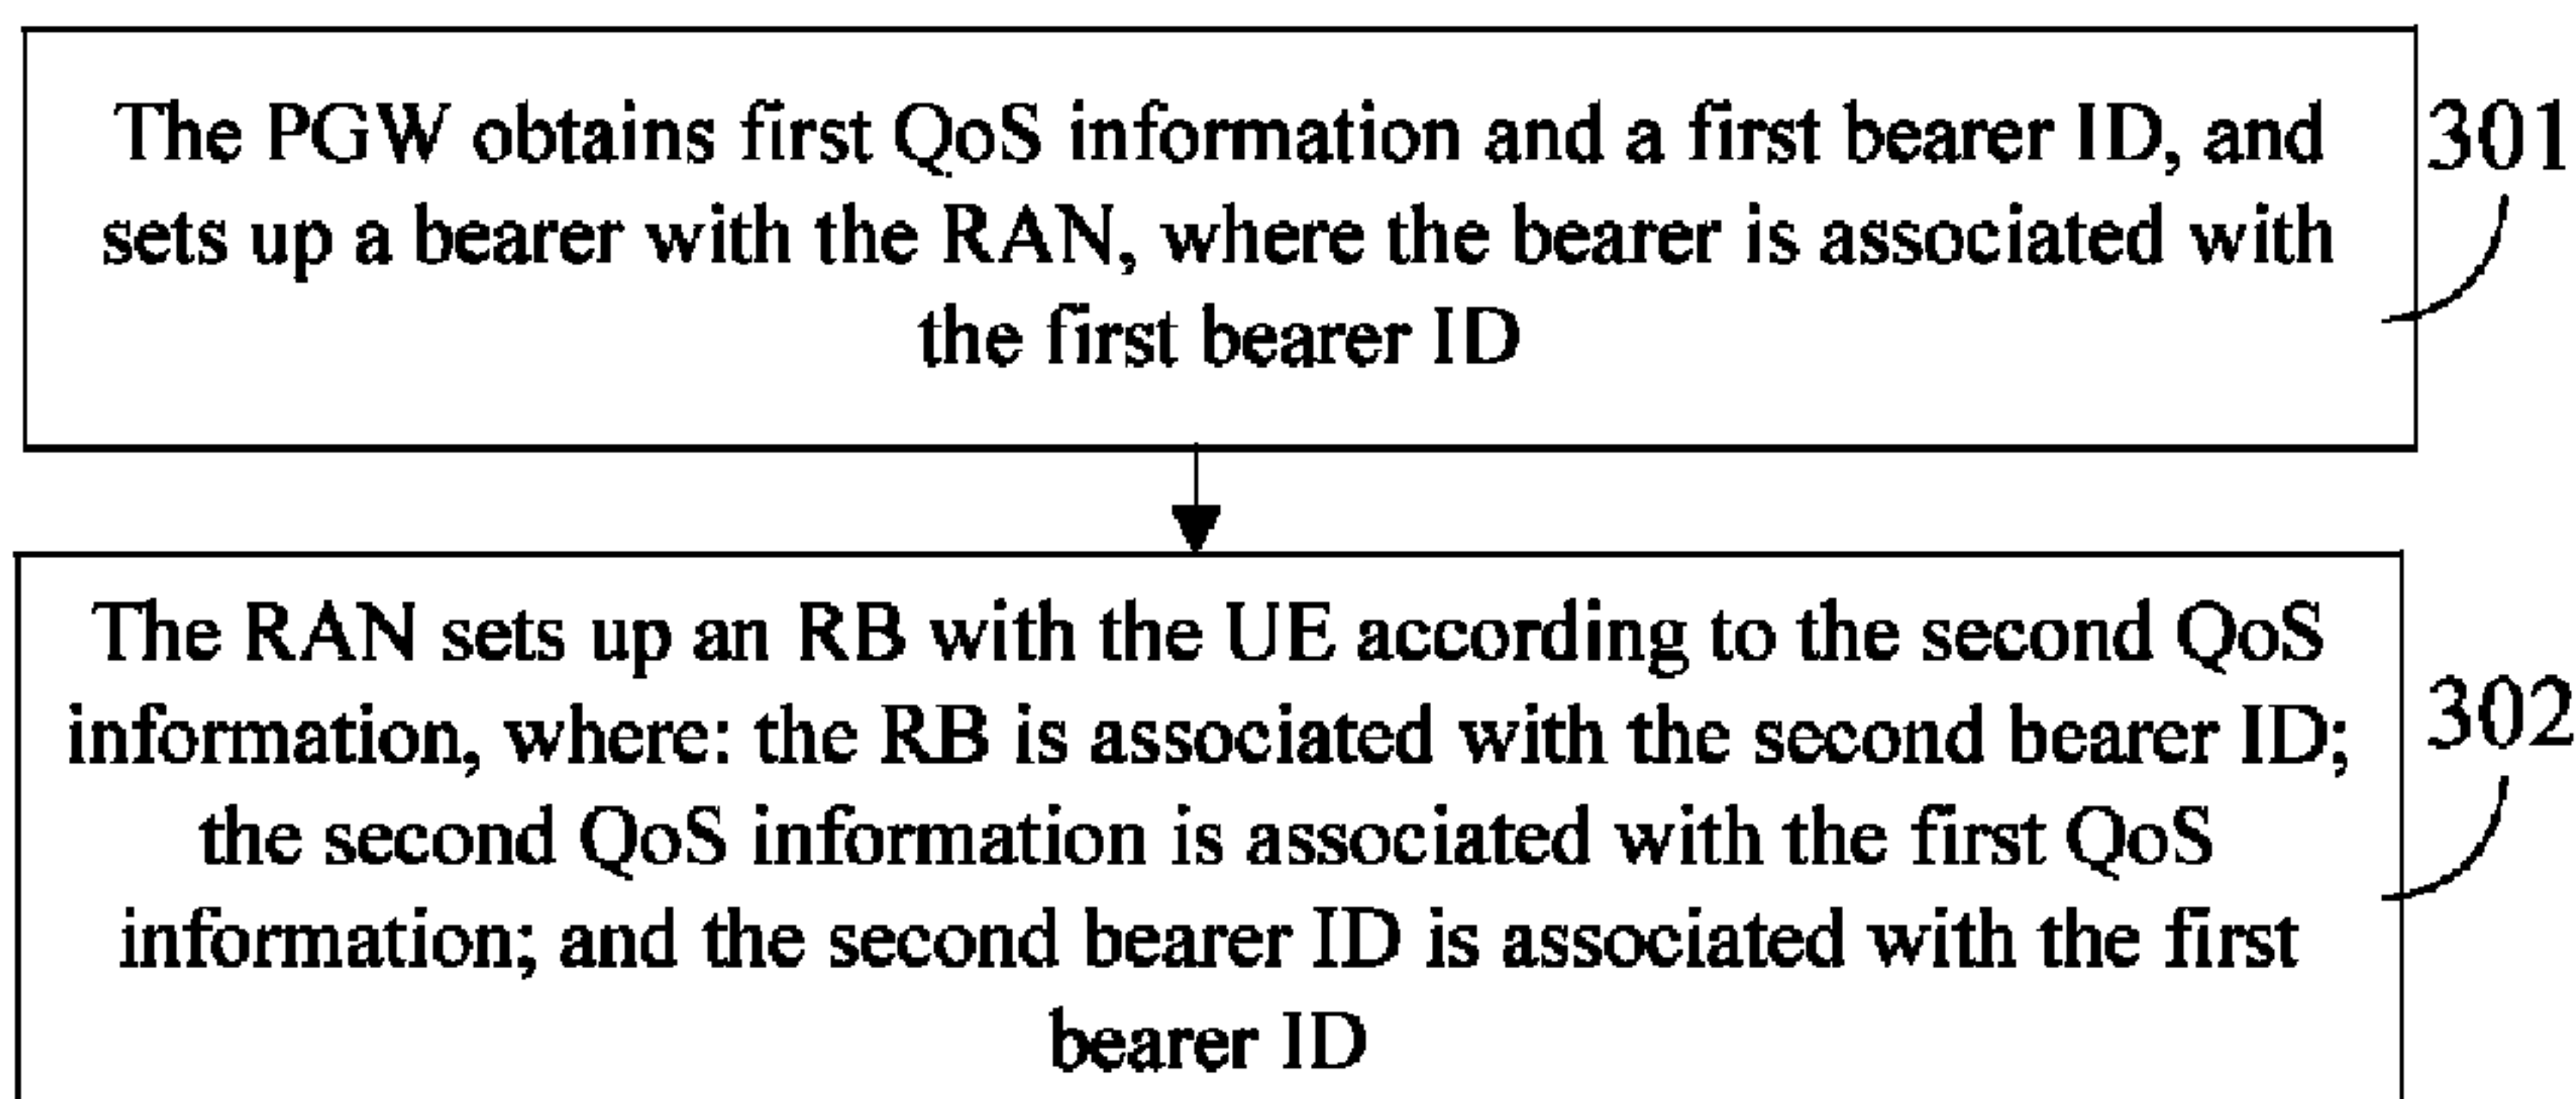 The PGW obtains first QoS information and a first bearer ID, and
sets up a bearer with the RAN, where the bearer is associated with
the first bearer ID
301
The RAN sets up an RB with the UE according to the second QoS
information, where: the RB is associated with the second bearer ID;
the second QoS information is associated with the first QoS
information; and the second bearer ID is associated with the first
bearer ID
302